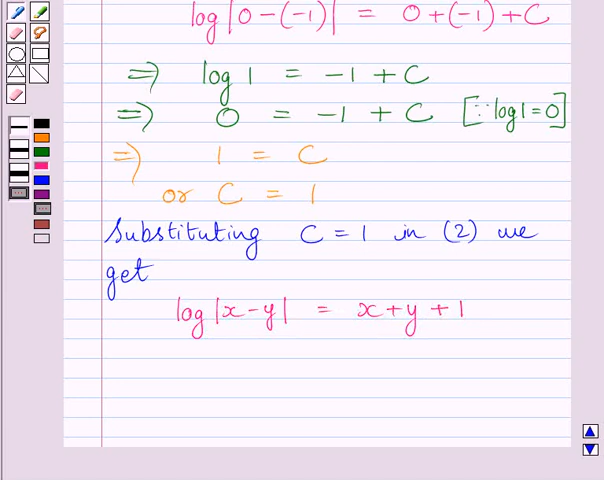 log|0-(-1)| = 0+(-1)+C
⇒ log 1 = -1 + C
⇒ 0 = -1 + C [∵ log 1 = 0]
⇒ 1 = C
or C = 1
Substituting C = 1 in (2) we
get
log|x-y| = x+y+1